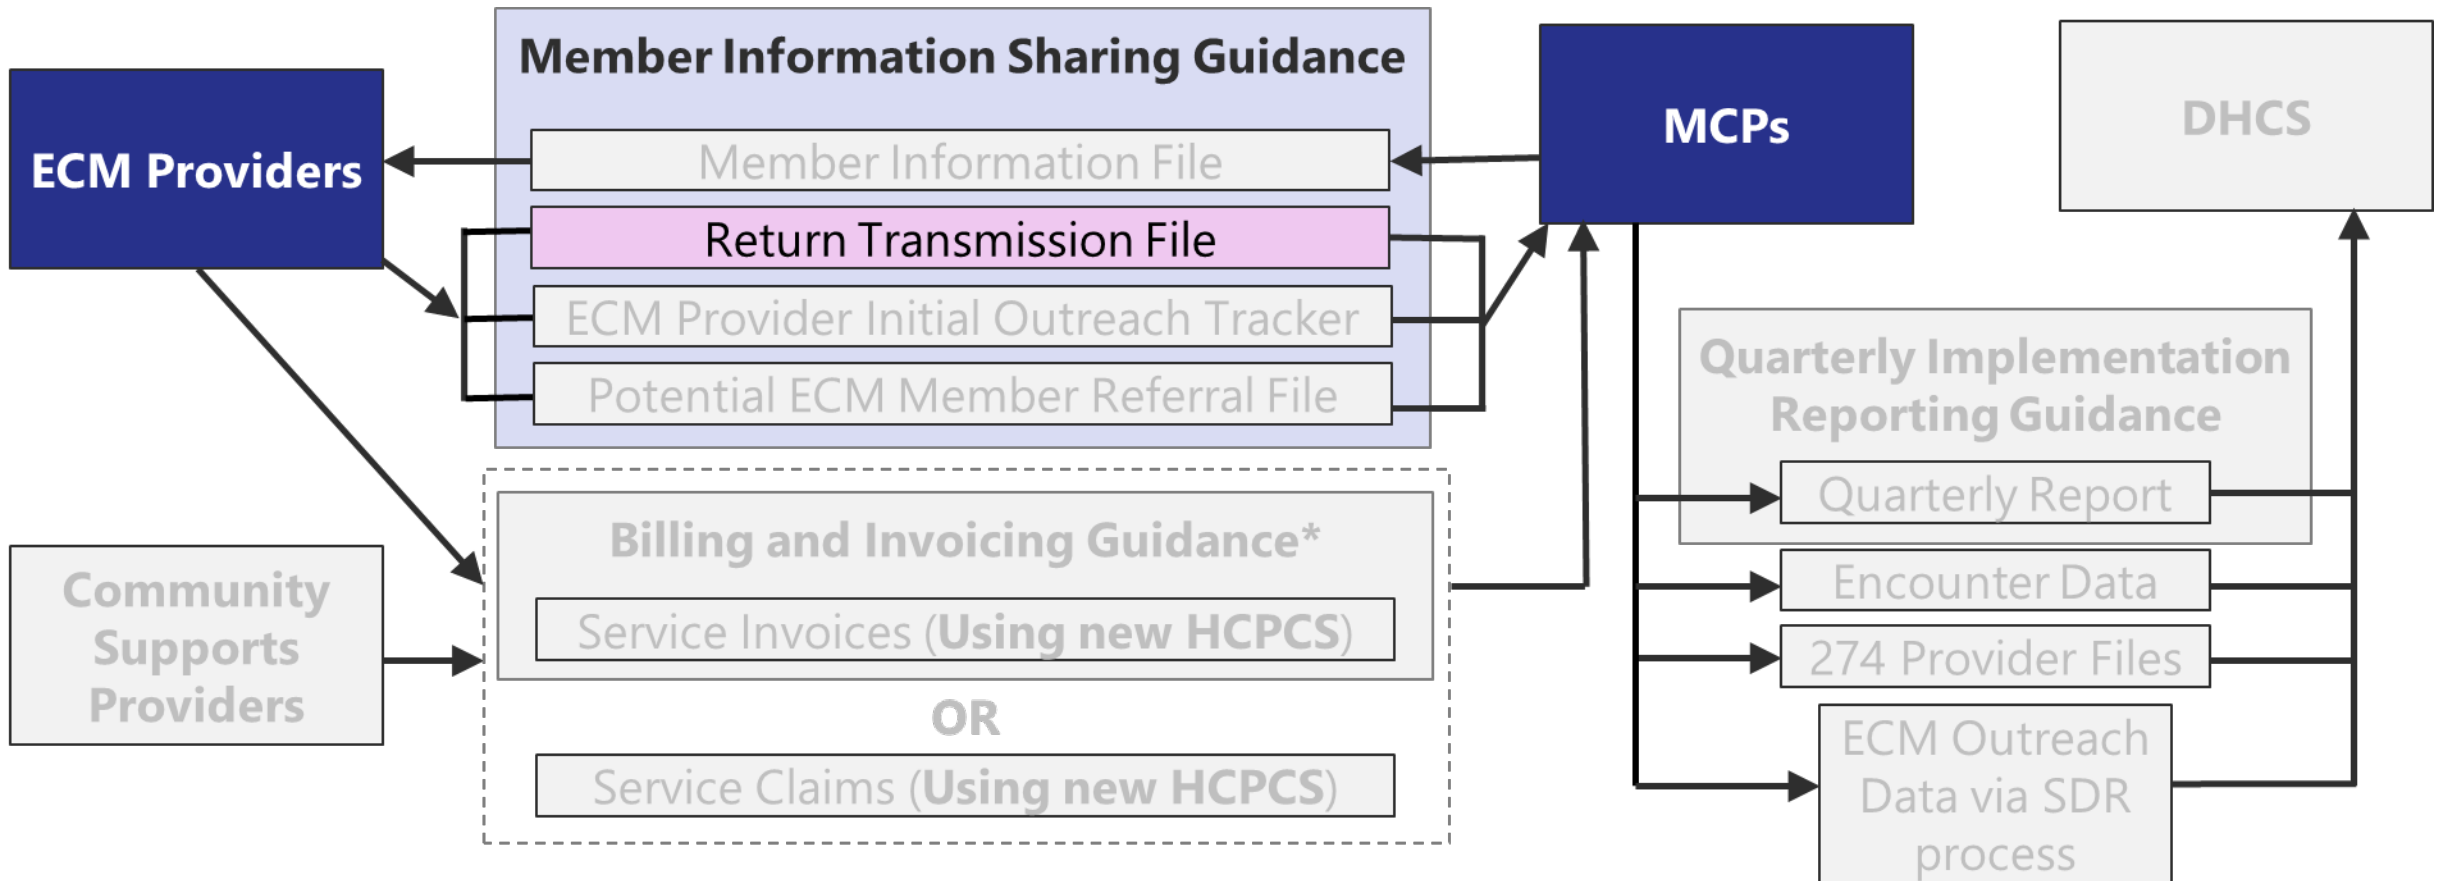 Member Information Sharing Guidance
ECM Providers
Member Information File
Return Transmission File
ECM Provider Initial Outreach Tracker
Potential ECM Member Referral File
MCPs
DHCS
Community
Supports
Providers
Billing and Invoicing Guidance*
Service Invoices (Using new HCPCS)
OR
Service Claims (Using new HCPCS)
Quarterly Implementation
Reporting Guidance
Quarterly Report
Encounter Data
274 Provider Files
ECM Outreach
Data via SDR
process